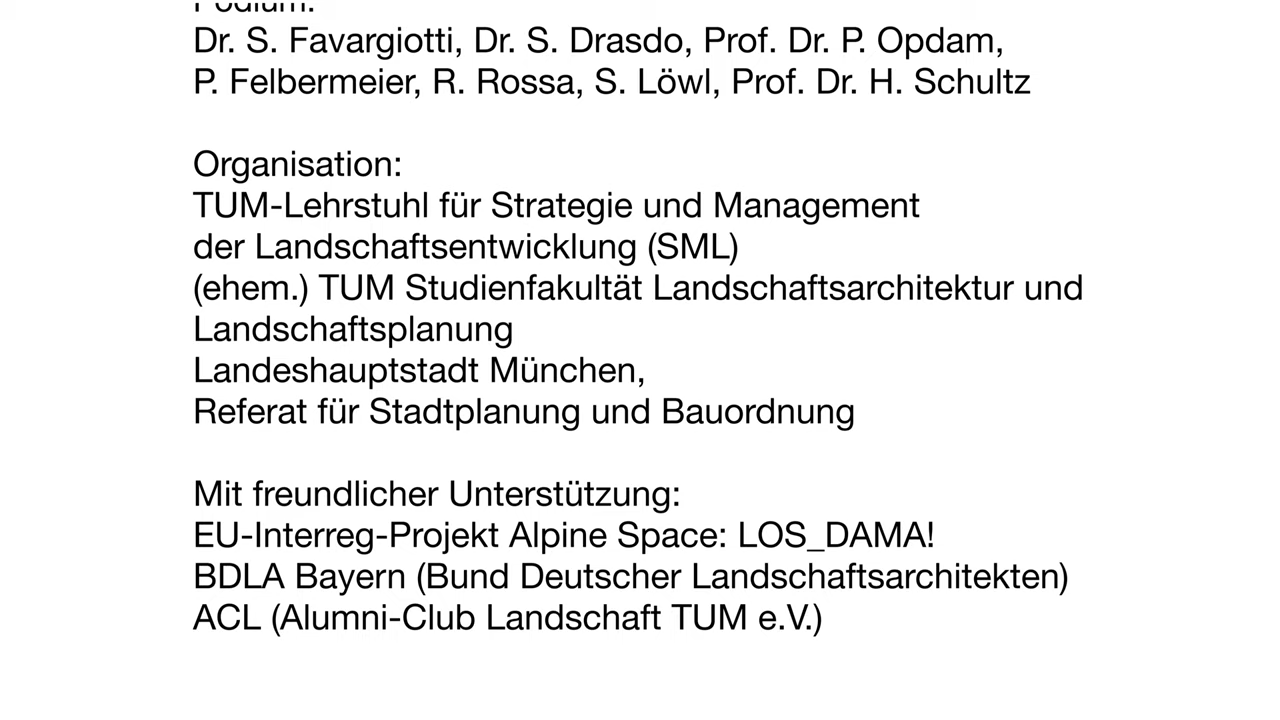 Podium:
Dr. S. Favargiotti, Dr. S. Drasdo, Prof. Dr. P. Opdam,
P. Felbermeier, R. Rossa, S. Löwl, Prof. Dr. H. Schultz
Organisation:
TUM-Lehrstuhl für Strategie und Management
der Landschaftsentwicklung (SML)
(ehem.) TUM Studienfakultät Landschaftsarchitektur und
Landschaftsplanung
Landeshauptstadt München,
Referat für Stadtplanung und Bauordnung
Mit freundlicher Unterstützung:
EU-Interreg-Projekt Alpine Space: LOS_DAMA!
BDLA Bayern (Bund Deutscher Landschaftsarchitekten)
ACL (Alumni-Club Landschaft TUM e.V.)